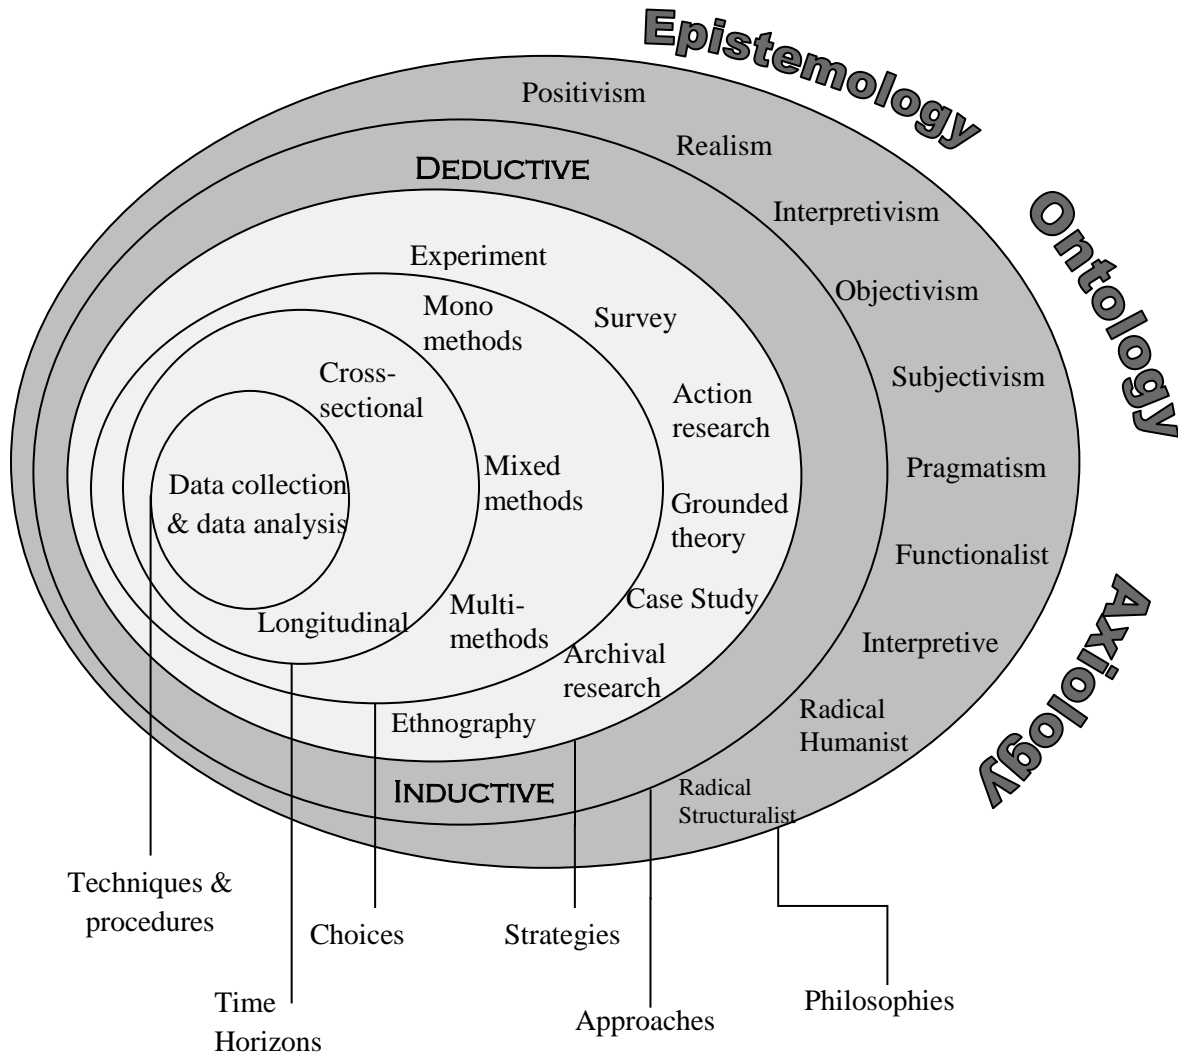 Epistemology
Positivism
Realism
DEDUCTIVE
Interpretivism
Ontology
Experiment
Objectivism
Mono
methods
Survey
Cross-
sectional
Subjectivism
Action
research
Mixed
methods
Pragmatism
Data collection
& data analysis
Grounded
theory
Functionalist
Case Study
Axiology
Longitudinal
Multi-
methods
Interpretive
Archival
research
Ethnography
Radical
Humanist
INDUCTIVE
Radical
Structuralist
Techniques &
procedures
Choices
Strategies
Philosophies
Time
Horizons
Approaches